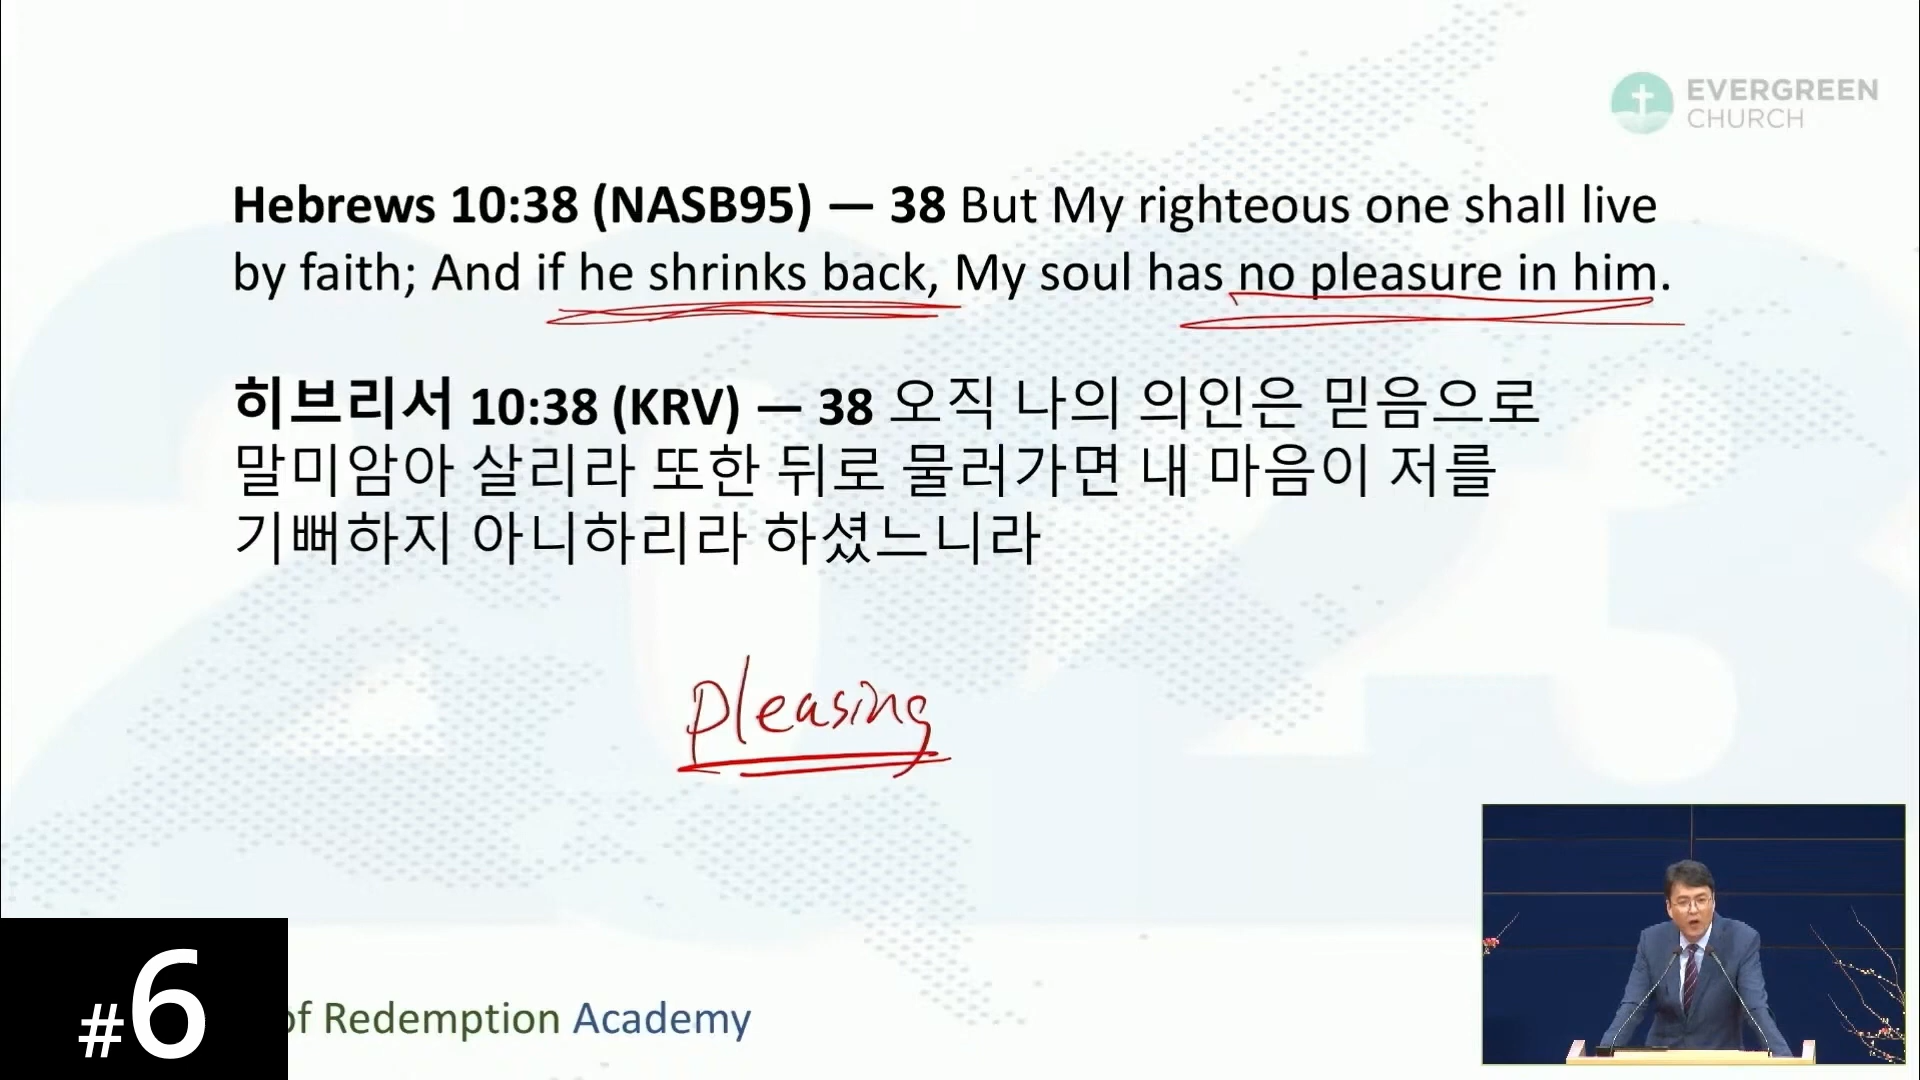 EVERGREEN
CHURCH
Hebrews 10:38 (NASB95) — 38 But My righteous one shall live
by faith; And if he shrinks back, My soul has no pleasure in him.
히브리서 10:38 (KRV) — 38 오직 나의 의인은 믿음으로
말미암아 살리라 또한 뒤로 물러가면 내 마음이 저를
기뻐하지 아니하리라 하셨느니라
pleasing
#6
of Redemption Academy